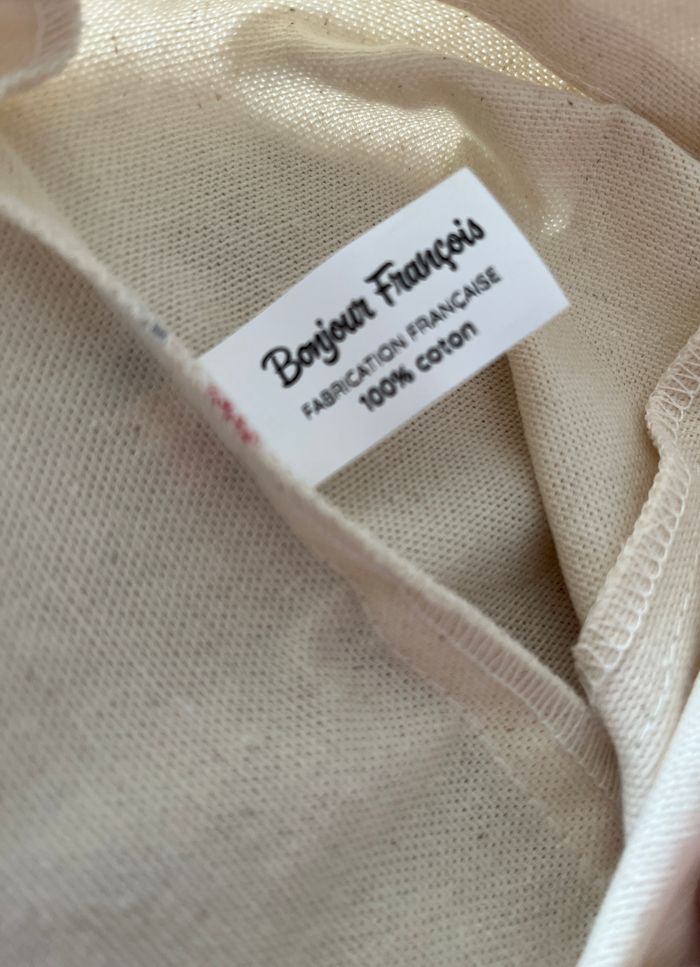 Bonjour François
FABRICATION FRANÇAISE
100% coton